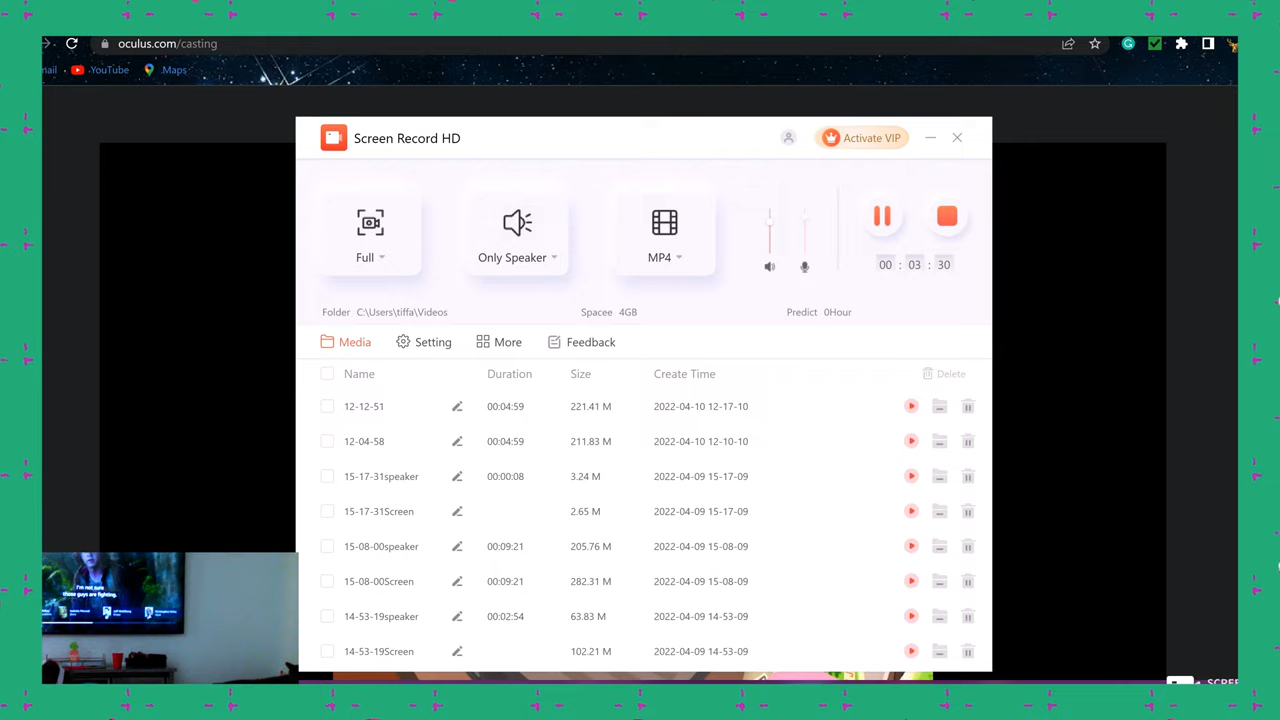 oculus.com/casting
mail YouTube Maps
Screen Record HD Activate VIP
Full Only Speaker MP4
00 : 03 : 30
Folder C:\Users\tiffa\Videos Spacee 4GB Predict 0Hour
Media Setting More Feedback
Name Duration Size Create Time Delete
12-12-51 00:04:59 221.41 M 2022-04-10 12-17-10
12-04-58 00:04:59 211.83 M 2022-04-10 12-10-10
15-17-31speaker 00:00:08 3.24 M 2022-04-09 15-17-09
15-17-31Screen 2.65 M 2022-04-09 15-17-09
15-08-00speaker 00:09:21 205.76 M 2022-04-09 15-08-09
15-08-00Screen 00:09:21 282.31 M 2022-04-09 15-08-09
14-53-19speaker 00:02:54 63.83 M 2022-04-09 14-53-09
14-53-19Screen 102.21 M 2022-04-09 14-53-09
I'm not sure
those guys are fighting.